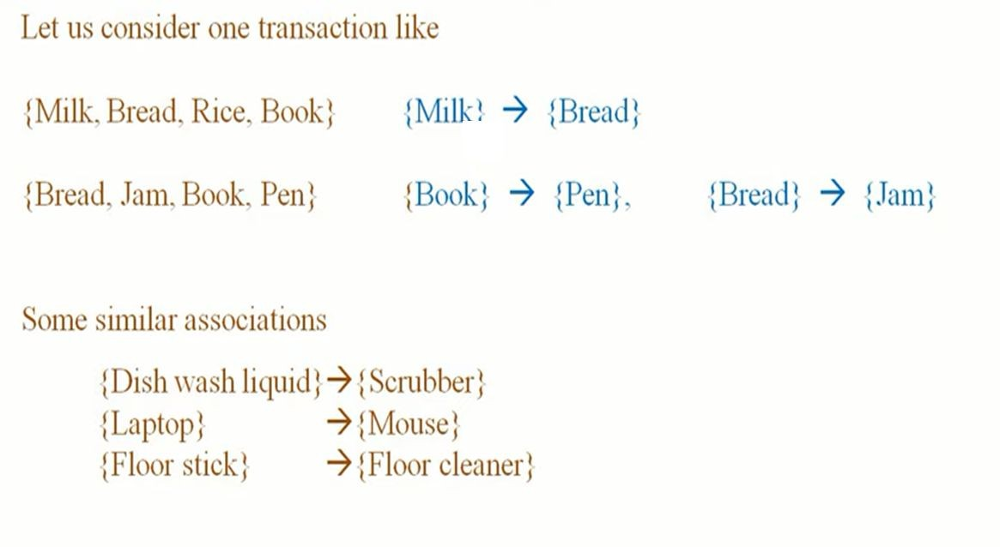 Let us consider one transaction like
{Milk, Bread, Rice, Book} {Milk} → {Bread}
{Bread, Jam, Book, Pen} {Book} → {Pen}, {Bread} → {Jam}
Some similar associations
{Dish wash liquid}→{Scrubber}
{Laptop} →{Mouse}
{Floor stick} →{Floor cleaner}